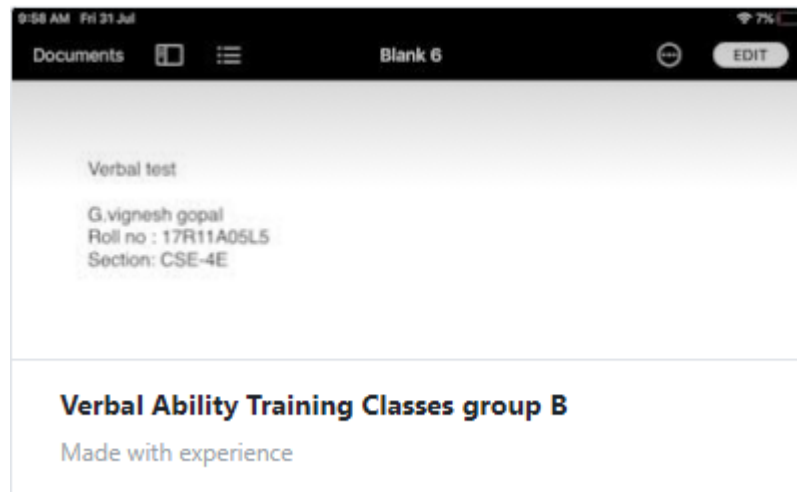 9:58 AM Fri 31 Jul 7%
Documents Blank 6 EDIT
Verbal test
G.vignesh gopal
Roll no : 17R11A05L5
Section: CSE-4E
Verbal Ability Training Classes group B
Made with experience